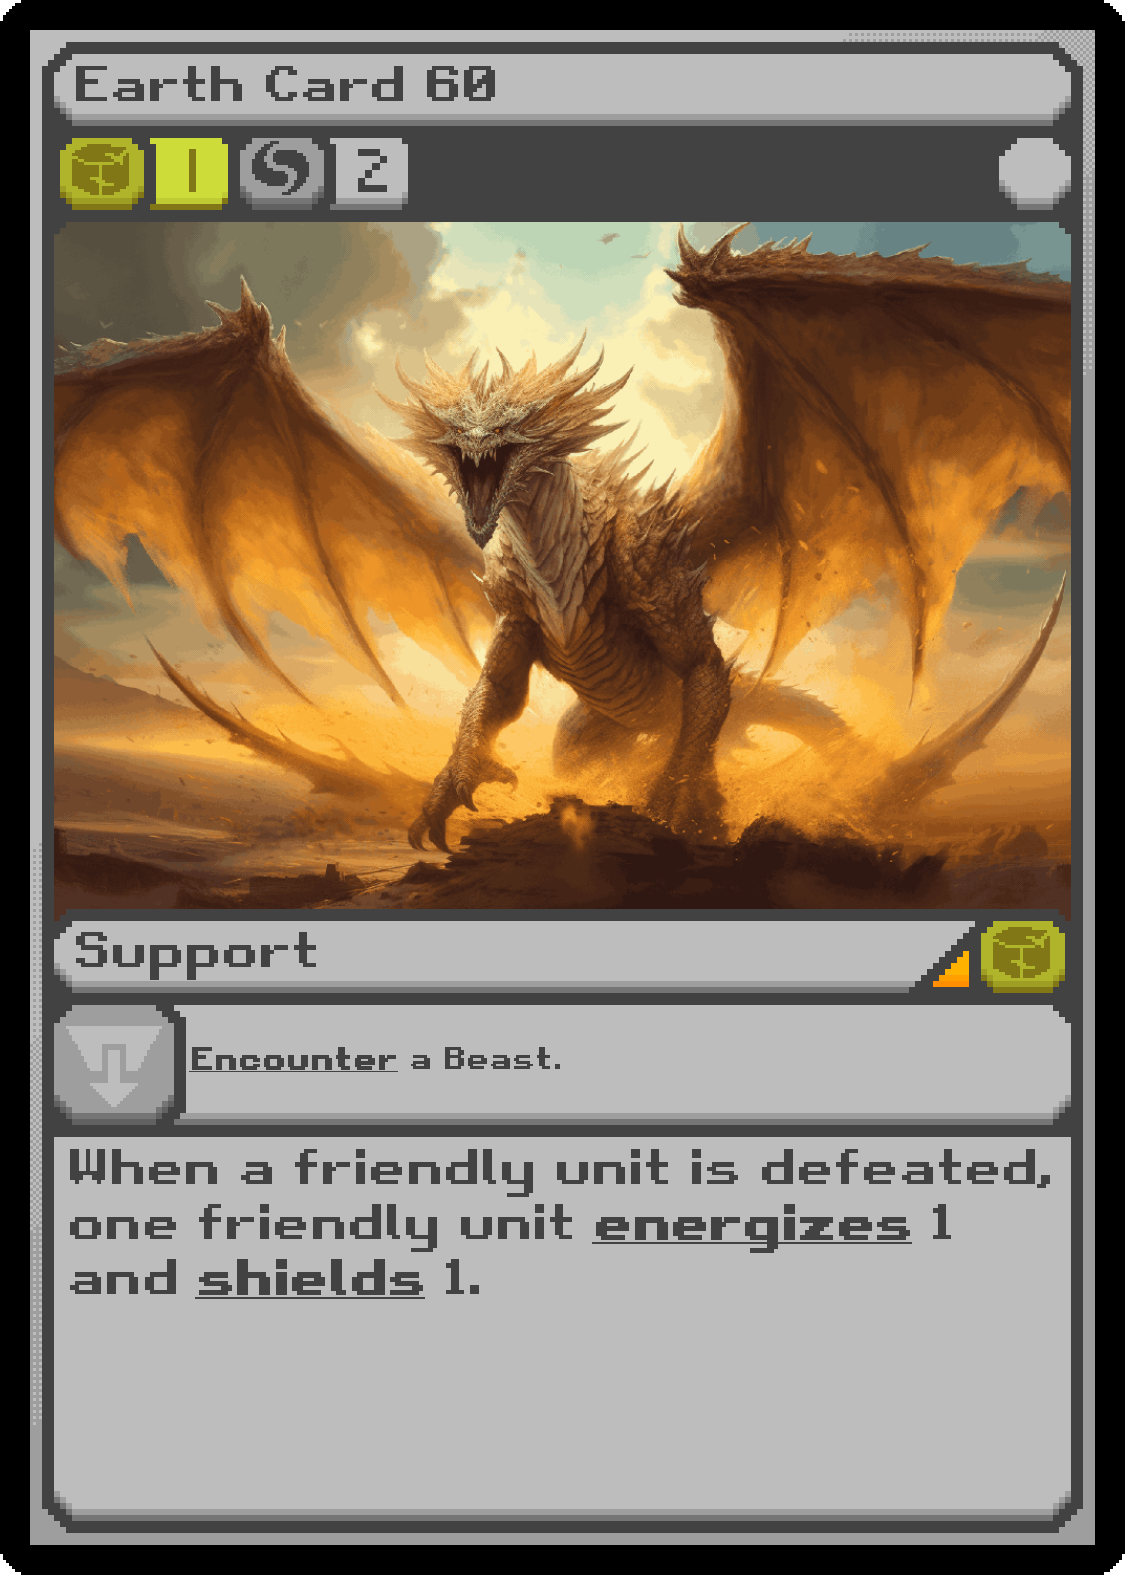 Earth Card 60
1 2
Support
Encounter a Beast.
When a friendly unit is defeated,
one friendly unit energizes 1
and shields 1.